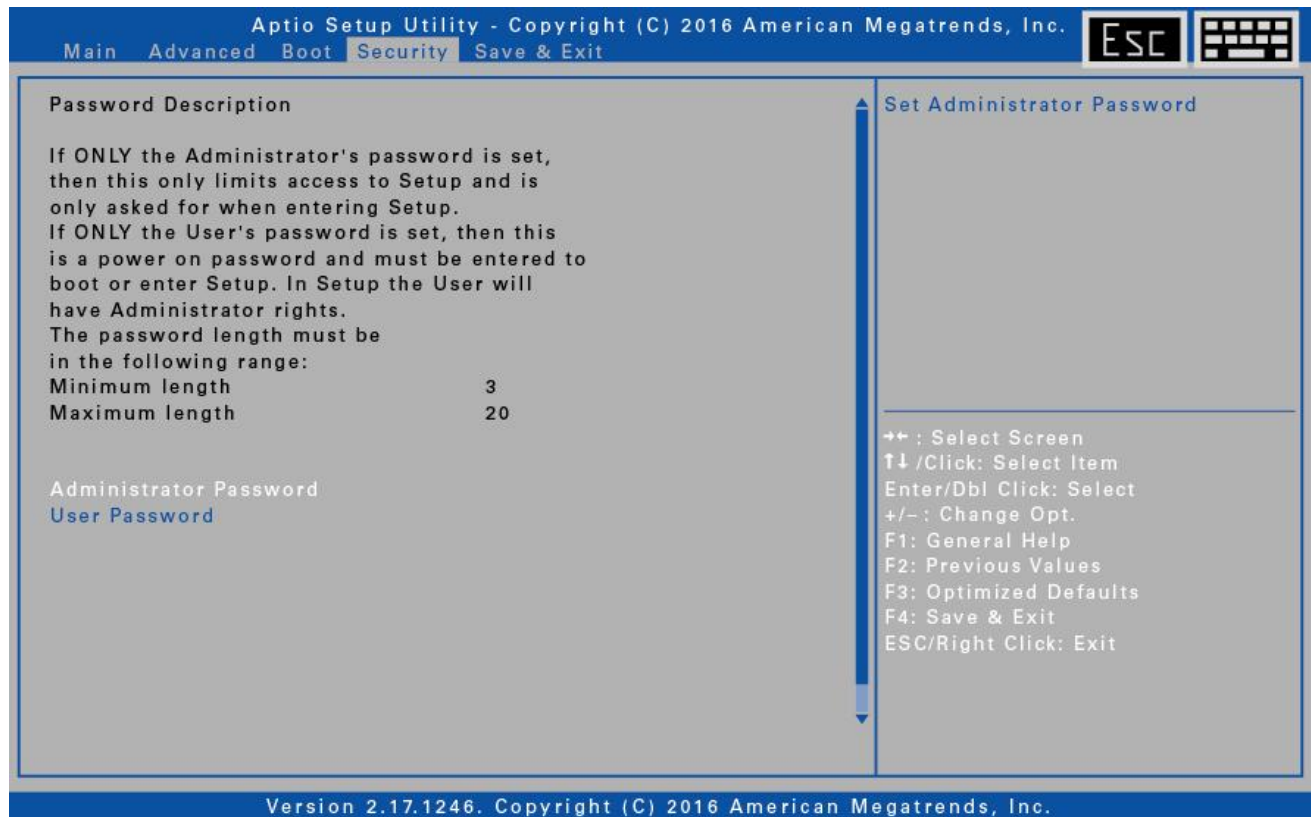 Aptio Setup Utility - Copyright (C) 2016 American Megatrends, Inc.
Esc
Main Advanced Boot Security Save & Exit
Password Description
If ONLY the Administrator's password is set,
then this only limits access to Setup and is
only asked for when entering Setup.
If ONLY the User's password is set, then this
is a power on password and must be entered to
boot or enter Setup. In Setup the User will
have Administrator rights.
The password length must be
in the following range:
Minimum length 3
Maximum length 20
Administrator Password
User Password
Set Administrator Password
→← : Select Screen
↑↓ /Click: Select Item
Enter/Dbl Click: Select
+/– : Change Opt.
F1: General Help
F2: Previous Values
F3: Optimized Defaults
F4: Save & Exit
ESC/Right Click: Exit
Version 2.17.1246. Copyright (C) 2016 American Megatrends, Inc.